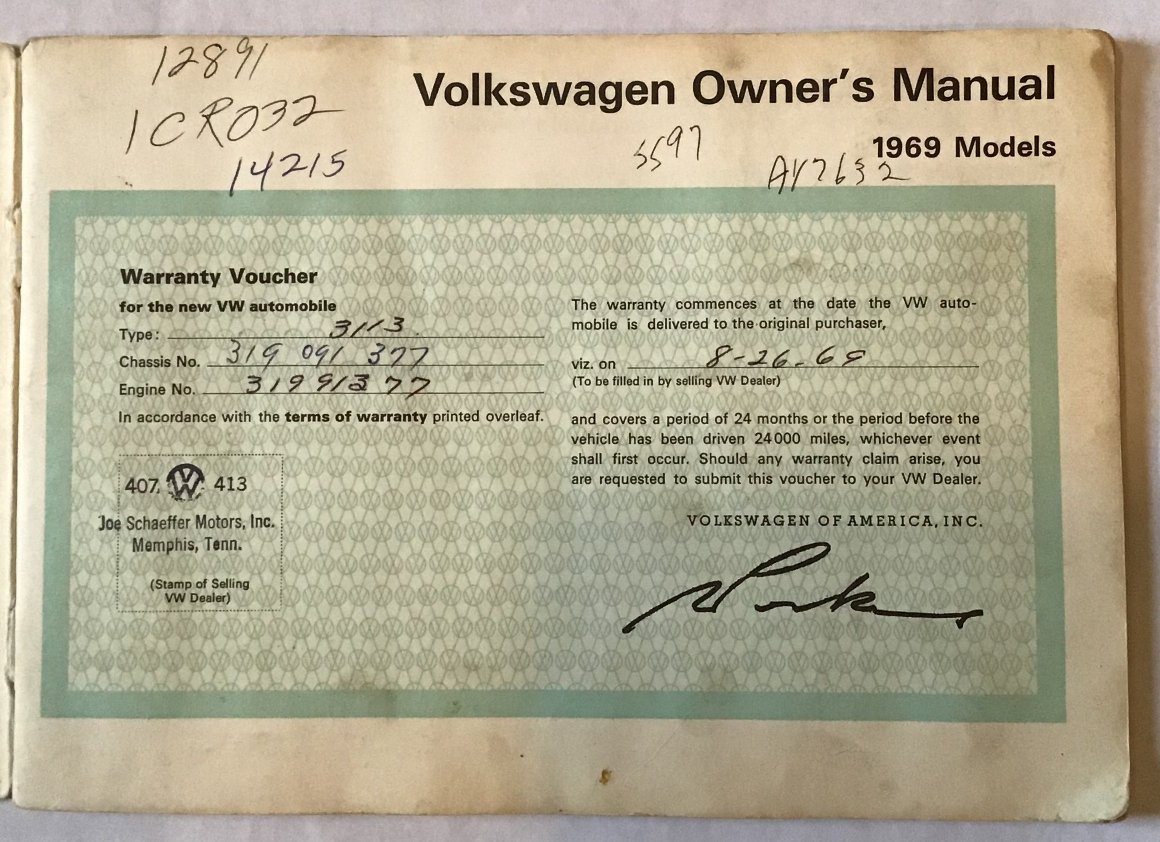 12891
1CR032
14215
Volkswagen Owner's Manual
1969 Models
5597
AY7632
Warranty Voucher
for the new VW automobile
Type: 3113
Chassis No. 319 091 377
Engine No. 319 913 77
In accordance with the terms of warranty printed overleaf.
407 VW 413
Joe Schaeffer Motors, Inc.
Memphis, Tenn.
(Stamp of Selling
VW Dealer)
The warranty commences at the date the VW auto-
mobile is delivered to the original purchaser,
viz. on 8-26-69
(To be filled in by selling VW Dealer)
and covers a period of 24 months or the period before the
vehicle has been driven 24000 miles, whichever event
shall first occur. Should any warranty claim arise, you
are requested to submit this voucher to your VW Dealer.
VOLKSWAGEN OF AMERICA, INC.